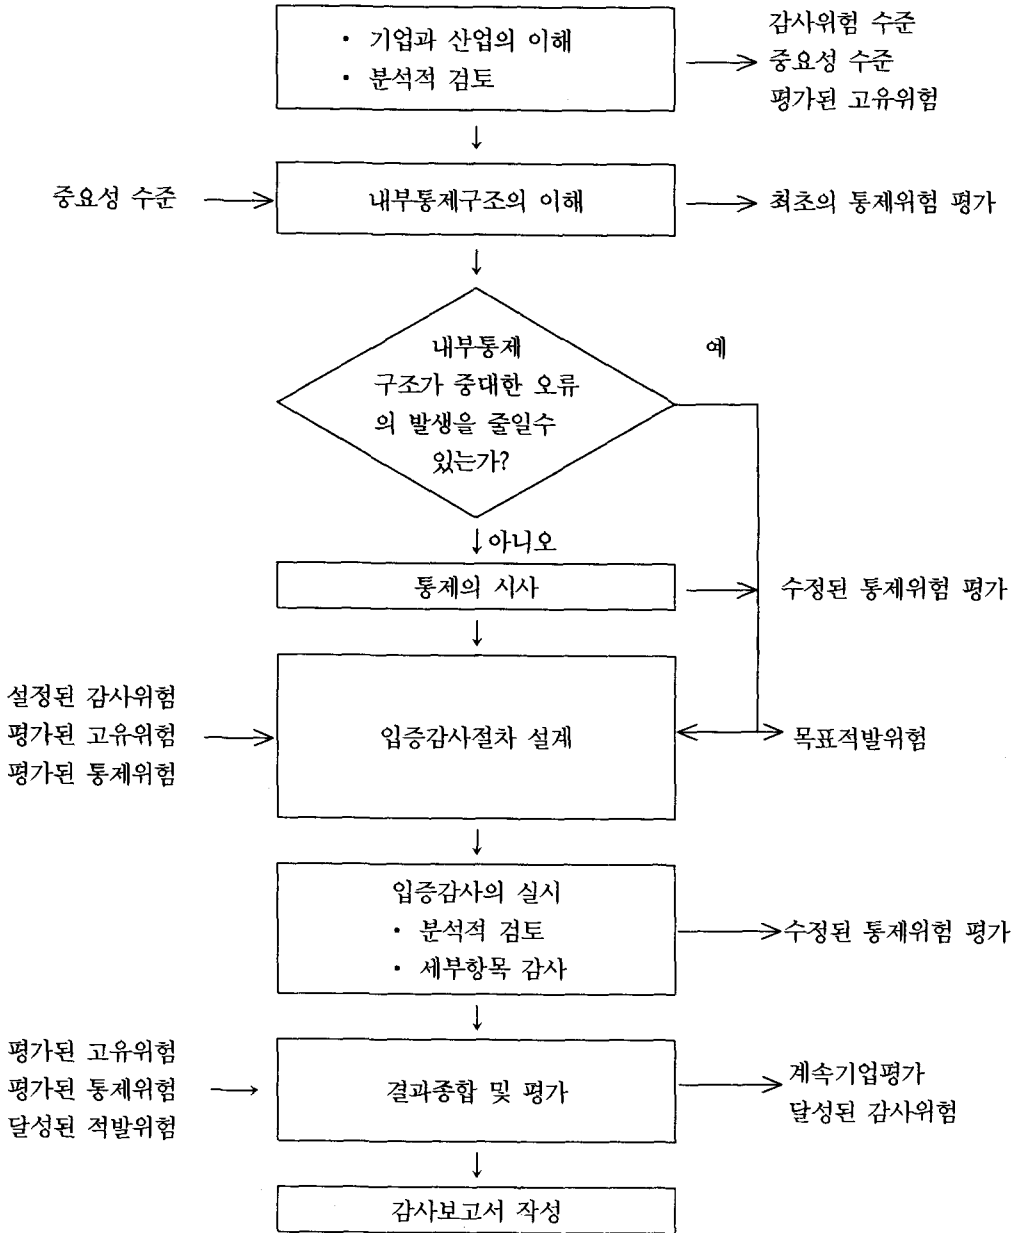 · 기업과 산업의 이해
· 분석적 검토
감사위험 수준
중요성 수준
평가된 고유위험
중요성 수준
내부통제구조의 이해
최초의 통제위험 평가
내부통제
구조가 중대한 오류
의 발생을 줄일수
있는가?
예
아니오
통제의 시사
수정된 통제위험 평가
설정된 감사위험
평가된 고유위험
평가된 통제위험
입증감사절차 설계
목표적발위험
입증감사의 실시
· 분석적 검토
· 세부항목 감사
수정된 통제위험 평가
평가된 고유위험
평가된 통제위험
달성된 적발위험
결과종합 및 평가
계속기업평가
달성된 감사위험
감사보고서 작성